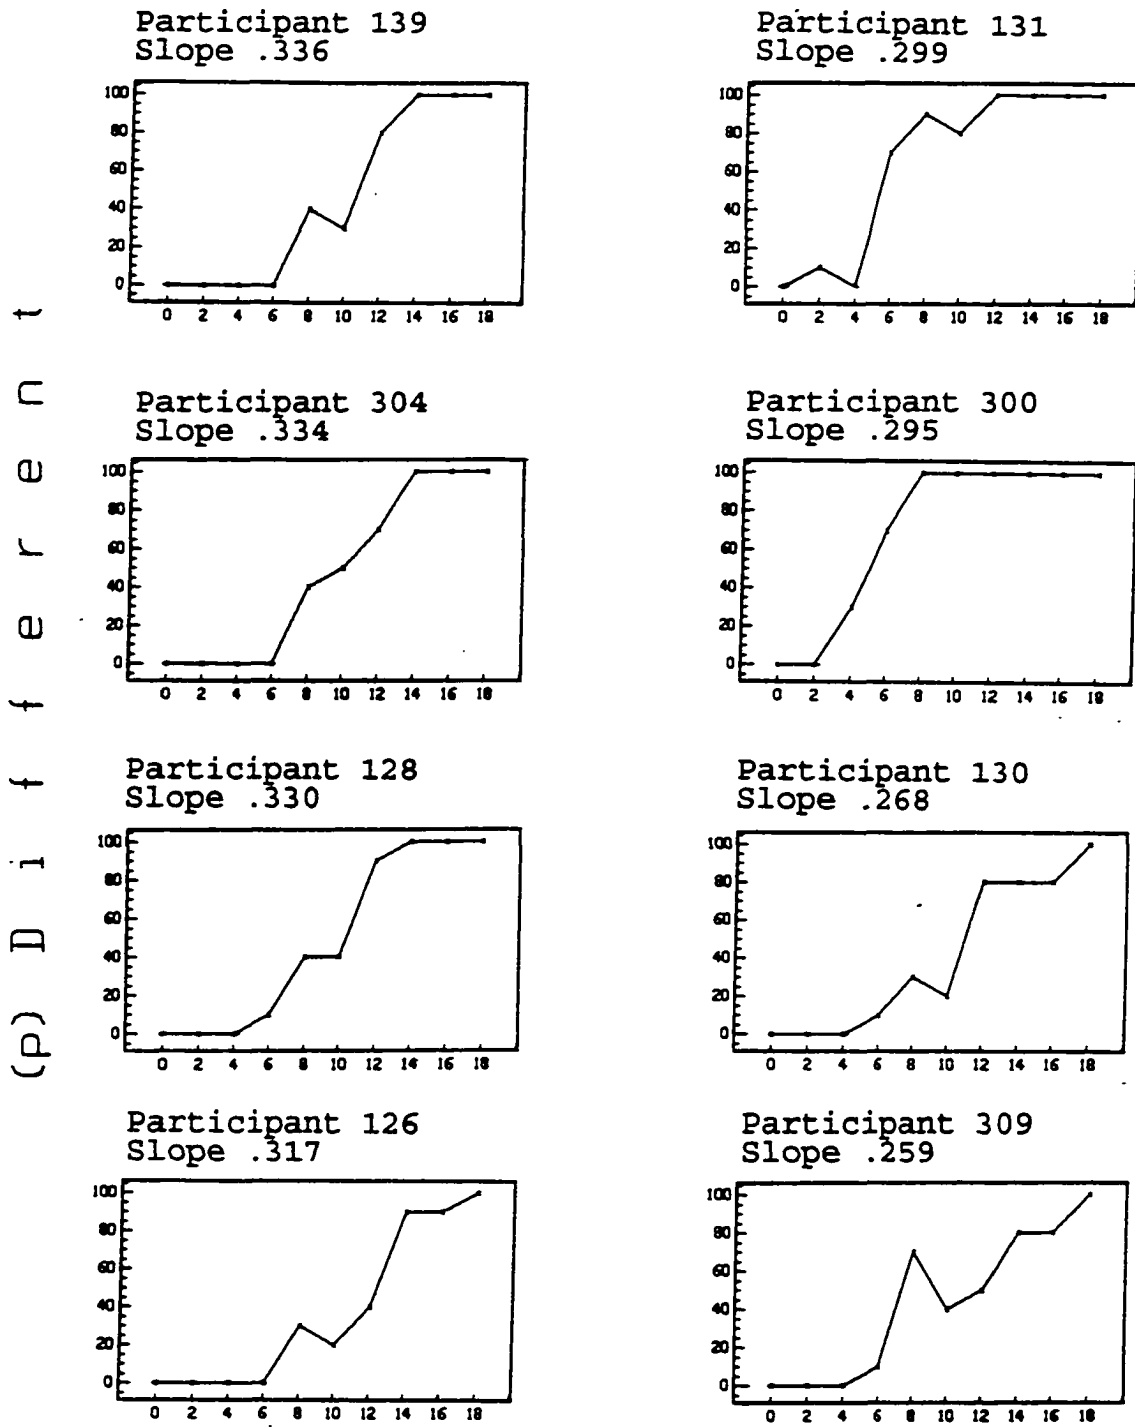 (p) Different
Participant 139
Slope .336
100
80
60
40
20
0
0 2 4 6 8 10 12 14 16 18
Participant 131
Slope .299
100
80
60
40
20
0
0 2 4 6 8 10 12 14 16 18
Participant 304
Slope .334
100
80
60
40
20
0
0 2 4 6 8 10 12 14 16 18
Participant 300
Slope .295
100
80
60
40
20
0
0 2 4 6 8 10 12 14 16 18
Participant 128
Slope .330
100
80
60
40
20
0
0 2 4 6 8 10 12 14 16 18
Participant 130
Slope .268
100
80
60
40
20
0
0 2 4 6 8 10 12 14 16 18
Participant 126
Slope .317
100
80
60
40
20
0
0 2 4 6 8 10 12 14 16 18
Participant 309
Slope .259
100
80
60
40
20
0
0 2 4 6 8 10 12 14 16 18